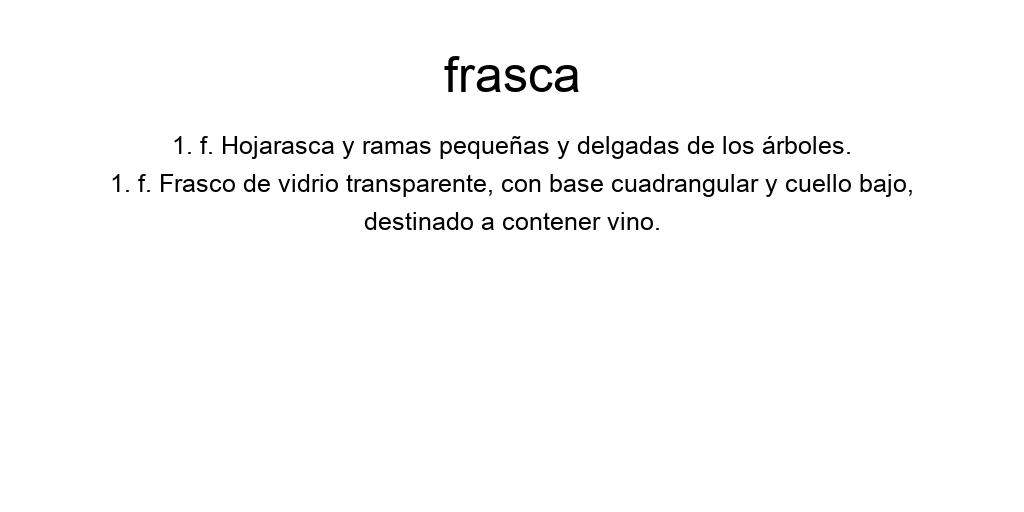 frasca
1. f. Hojarasca y ramas pequeñas y delgadas de los árboles.
1. f. Frasco de vidrio transparente, con base cuadrangular y cuello bajo,
destinado a contener vino.